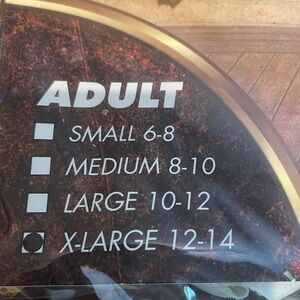 ADULT
SMALL 6-8
MEDIUM 8-10
LARGE 10-12
X-LARGE 12-14